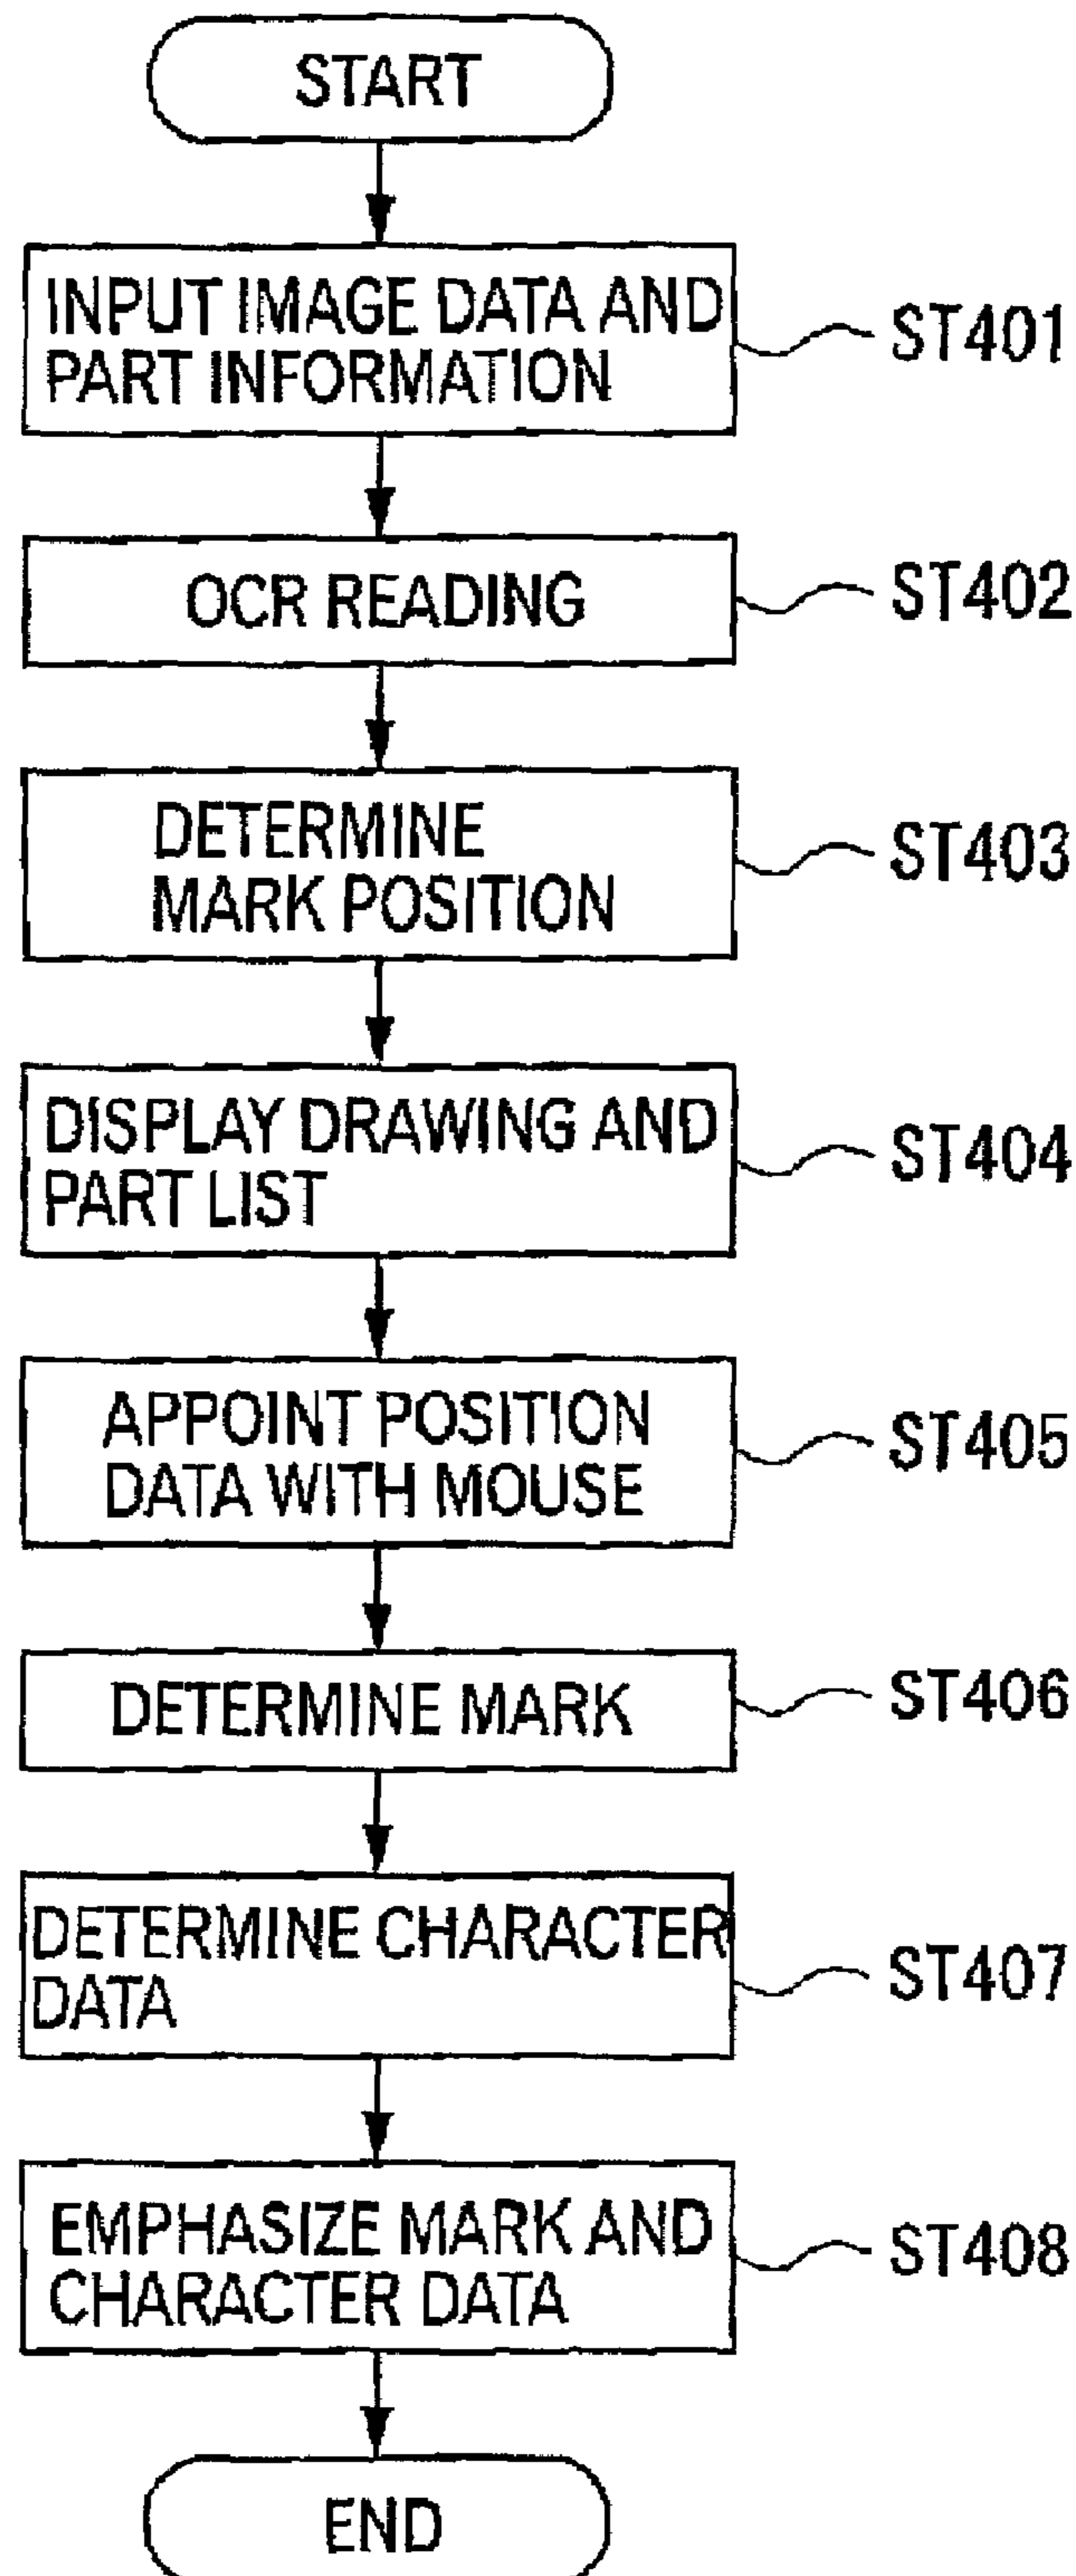 START
INPUT IMAGE DATA AND
PART INFORMATION
ST401
OCR READING
ST402
DETERMINE
MARK POSITION
ST403
DISPLAY DRAWING AND
PART LIST
ST404
APPOINT POSITION
DATA WITH MOUSE
ST405
DETERMINE MARK
ST406
DETERMINE CHARACTER
DATA
ST407
EMPHASIZE MARK AND
CHARACTER DATA
ST408
END